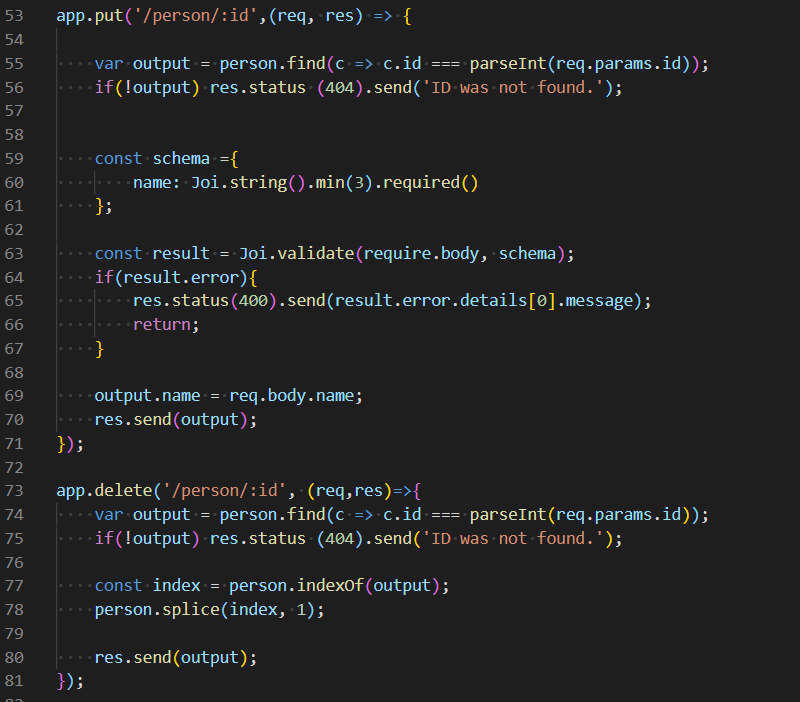 53 app.put('/person/:id',(req, res) => {
54
55     var output = person.find(c => c.id === parseInt(req.params.id));
56     if(!output) res.status (404).send('ID was not found.');
57
58
59     const schema ={
60         name: Joi.string().min(3).required()
61     };
62
63     const result = Joi.validate(require.body, schema);
64     if(result.error){
65         res.status(400).send(result.error.details[0].message);
66         return;
67     }
68
69     output.name = req.body.name;
70     res.send(output);
71 });
72
73 app.delete('/person/:id', (req,res)=>{
74     var output = person.find(c => c.id === parseInt(req.params.id));
75     if(!output) res.status (404).send('ID was not found.');
76
77     const index = person.indexOf(output);
78     person.splice(index, 1);
79
80     res.send(output);
81 });